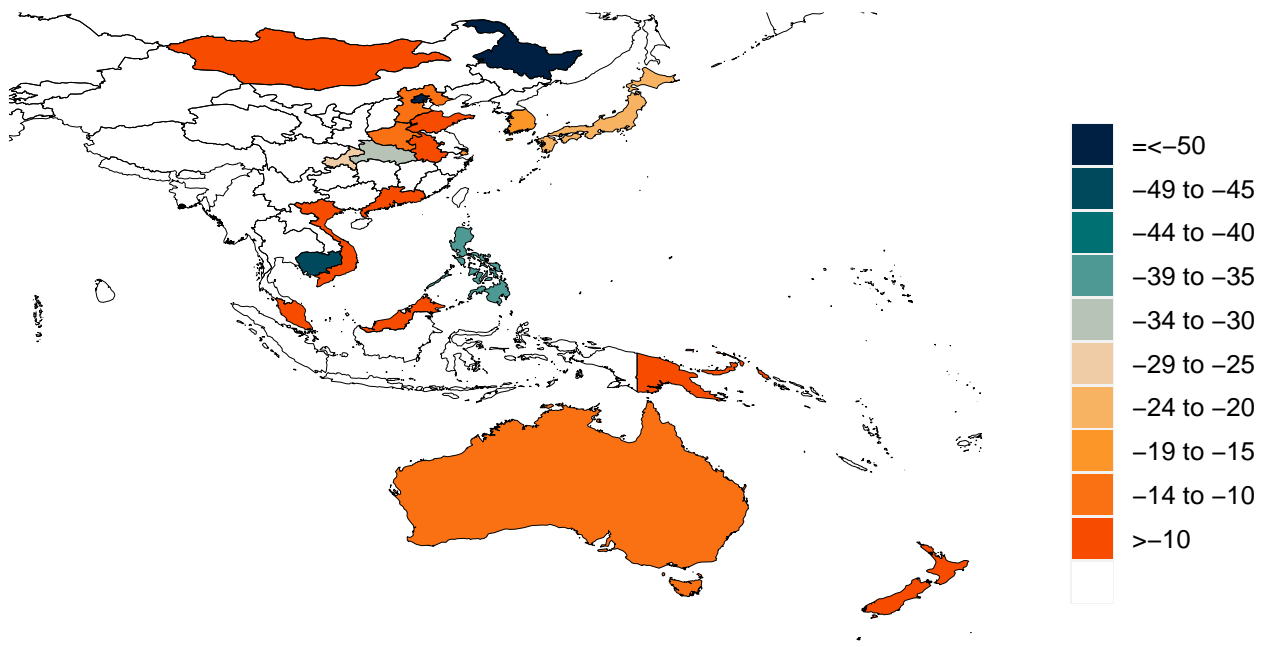 =<−50
−49 to −45
−44 to −40
−39 to −35
−34 to −30
−29 to −25
−24 to −20
−19 to −15
−14 to −10
>−10